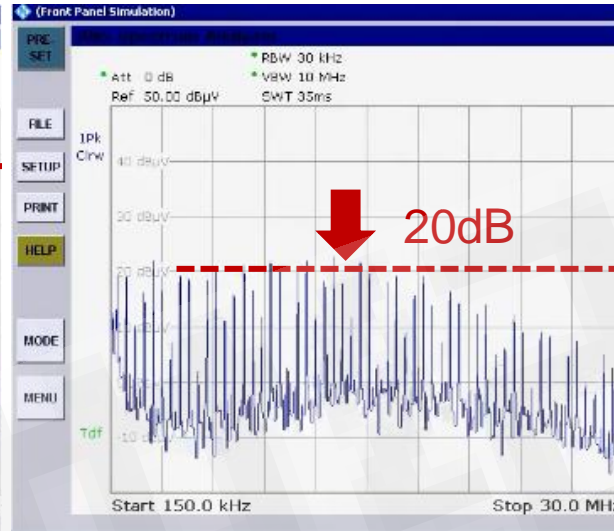 (Front Panel Simulation)
PRE-
SET
* RBW 30 kHz
* Att 0 dB
* VBW 10 MHz
Ref 50.00 dBµV
SWT 35ms
FILE
1Pk
Clrw
40 dBµV
SETUP
PRINT
30 dBµV
20dB
HELP
20 dBµV
MODE
MENU
Tdf
-10 dBµV
Start 150.0 kHz
Stop 30.0 MHz